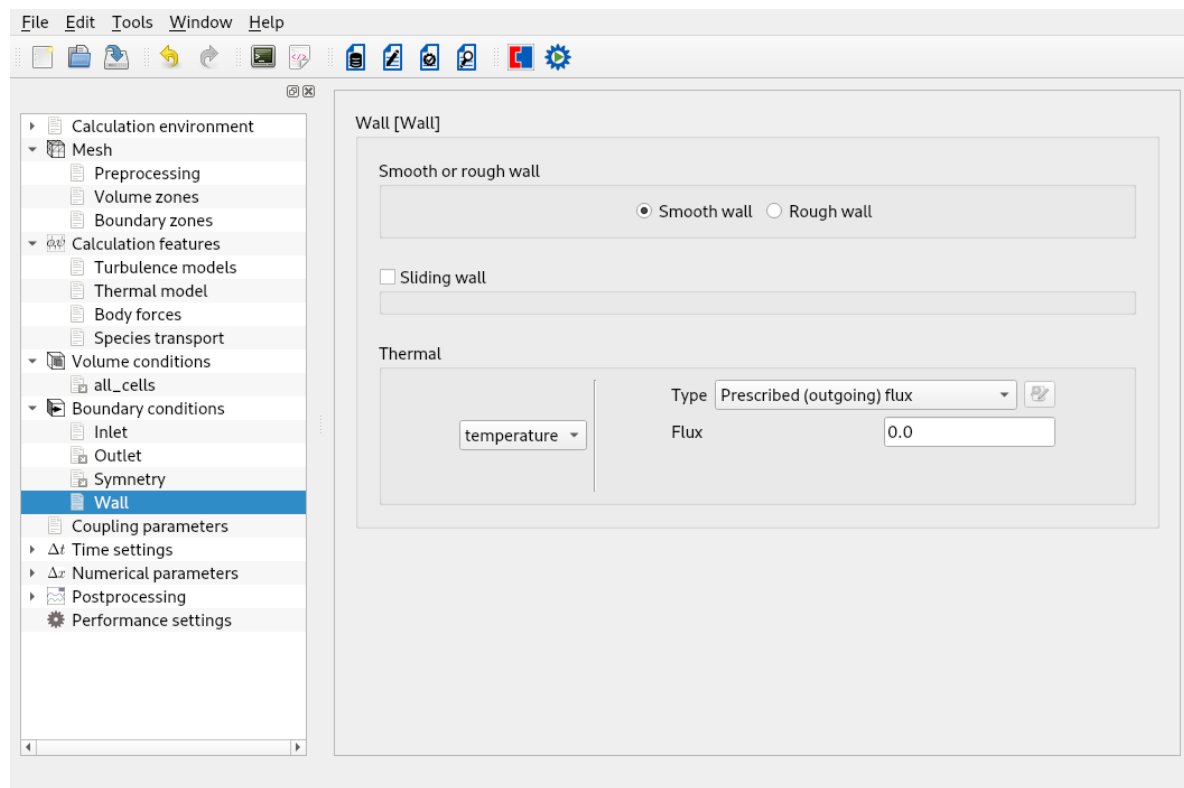 File Edit Tools Window Help
Calculation environment
Mesh
Preprocessing
Volume zones
Boundary zones
Calculation features
Turbulence models
Thermal model
Body forces
Species transport
Volume conditions
all_cells
Boundary conditions
Inlet
Outlet
Symnetry
Wall
Coupling parameters
Δt Time settings
Δx Numerical parameters
Postprocessing
Performance settings
Wall [Wall]
Smooth or rough wall
Smooth wall Rough wall
Sliding wall
Thermal
temperature
Type Prescribed (outgoing) flux
Flux 0.0